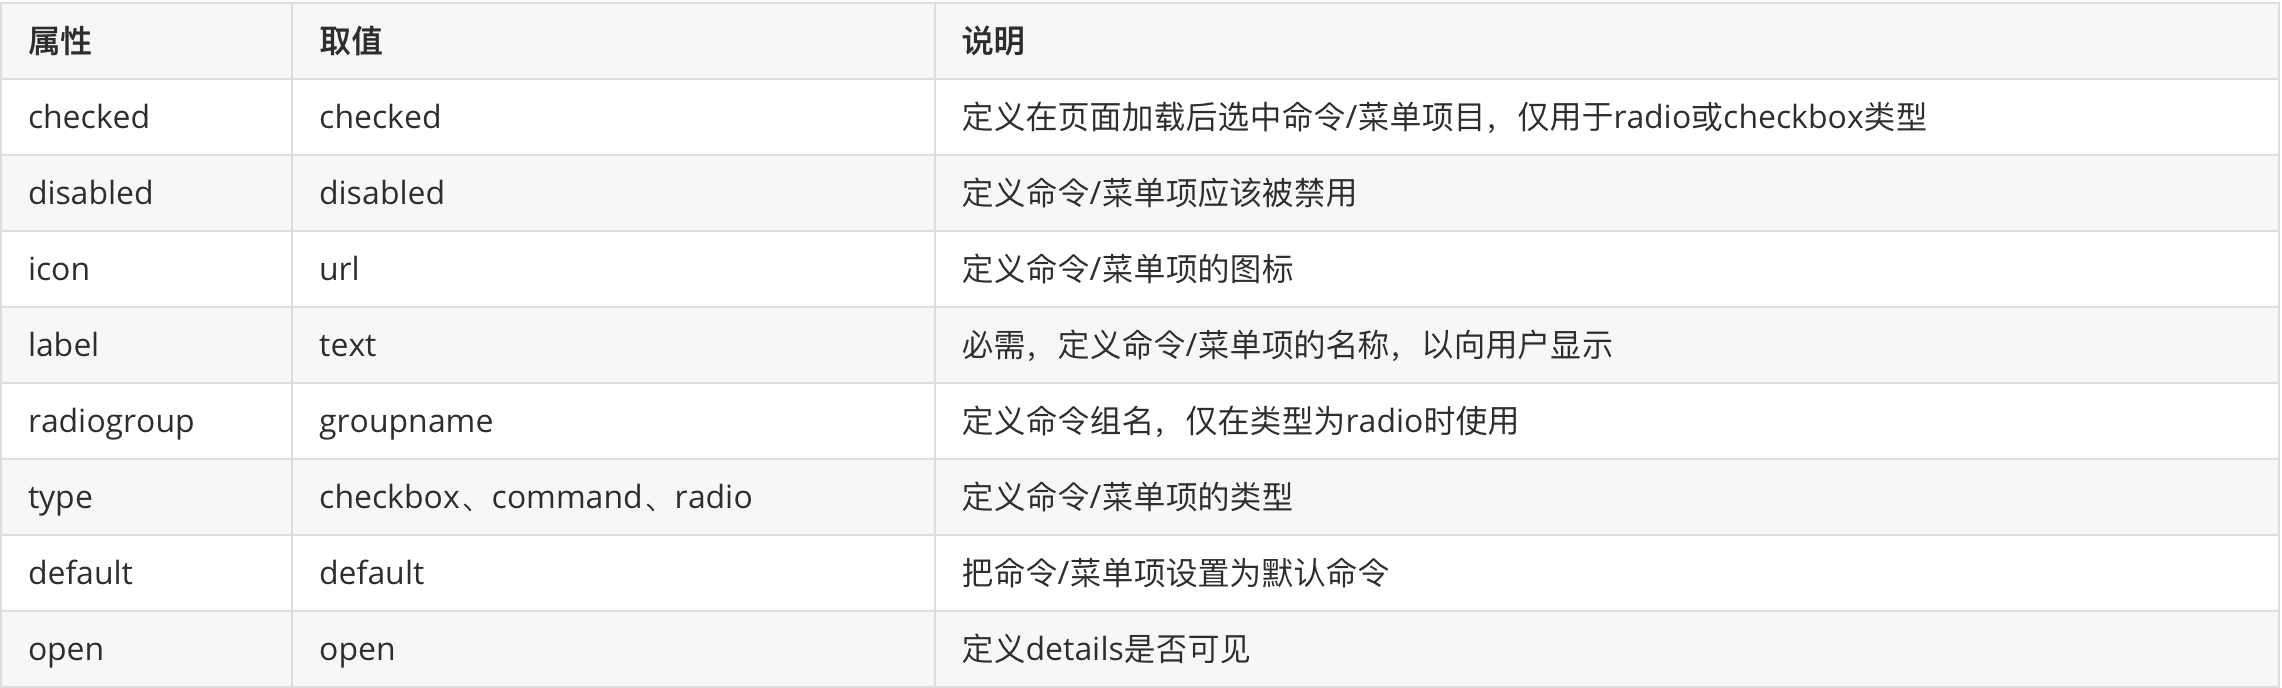 属性 取值 说明
checked checked 定义在页面加载后选中命令/菜单项目，仅用于radio或checkbox类型
disabled disabled 定义命令/菜单项应该被禁用
icon url 定义命令/菜单项的图标
label text 必需，定义命令/菜单项的名称，以向用户显示
radiogroup groupname 定义命令组名，仅在类型为radio时使用
type checkbox、command、radio 定义命令/菜单项的类型
default default 把命令/菜单项设置为默认命令
open open 定义details是否可见